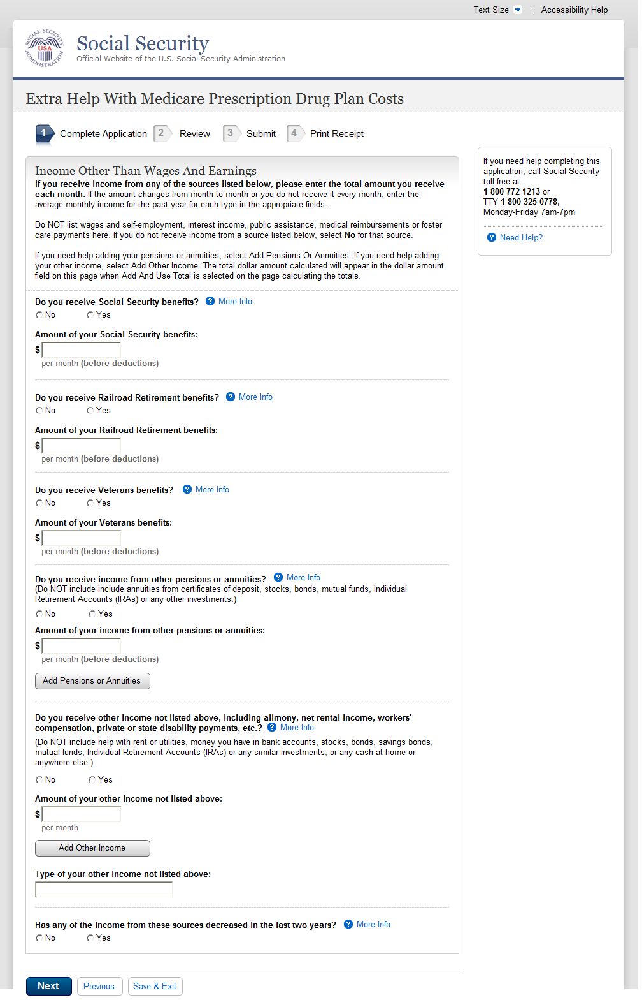 Text Size | Accessibility Help
SOCIAL SECURITY ADMINISTRATION
USA
Social Security
Official Website of the U.S. Social Security Administration
Extra Help With Medicare Prescription Drug Plan Costs
1 Complete Application 2 Review 3 Submit 4 Print Receipt
Income Other Than Wages And Earnings
If you receive income from any of the sources listed below, please enter the total amount you receive
each month. If the amount changes from month to month or you do not receive it every month, enter the
average monthly income for the past year for each type in the appropriate fields.
Do NOT list wages and self-employment, interest income, public assistance, medical reimbursements or foster
care payments here. If you do not receive income from a source listed below, select No for that source.
If you need help adding your pensions or annuities, select Add Pensions Or Annuities. If you need help adding
your other income, select Add Other Income. The total dollar amount calculated will appear in the dollar amount
field on this page when Add And Use Total is selected on the page calculating the totals.
Do you receive Social Security benefits? ? More Info
No Yes
Amount of your Social Security benefits:
$
per month (before deductions)
Do you receive Railroad Retirement benefits? ? More Info
No Yes
Amount of your Railroad Retirement benefits:
$
per month (before deductions)
Do you receive Veterans benefits? ? More Info
No Yes
Amount of your Veterans benefits:
$
per month (before deductions)
Do you receive income from other pensions or annuities? ? More Info
(Do NOT include include annuities from certificates of deposit, stocks, bonds, mutual funds, Individual
Retirement Accounts (IRAs) or any other investments.)
No Yes
Amount of your income from other pensions or annuities:
$
per month (before deductions)
Add Pensions or Annuities
Do you receive other income not listed above, including alimony, net rental income, workers'
compensation, private or state disability payments, etc.? ? More Info
(Do NOT include help with rent or utilities, money you have in bank accounts, stocks, bonds, savings bonds,
mutual funds, Individual Retirement Accounts (IRAs) or any similar investments, or any cash at home or
anywhere else.)
No Yes
Amount of your other income not listed above:
$
per month
Add Other Income
Type of your other income not listed above:
Has any of the income from these sources decreased in the last two years? ? More Info
No Yes
Next Previous Save & Exit
If you need help completing this
application, call Social Security
toll-free at:
1-800-772-1213 or
TTY 1-800-325-0778,
Monday-Friday 7am-7pm
? Need Help?